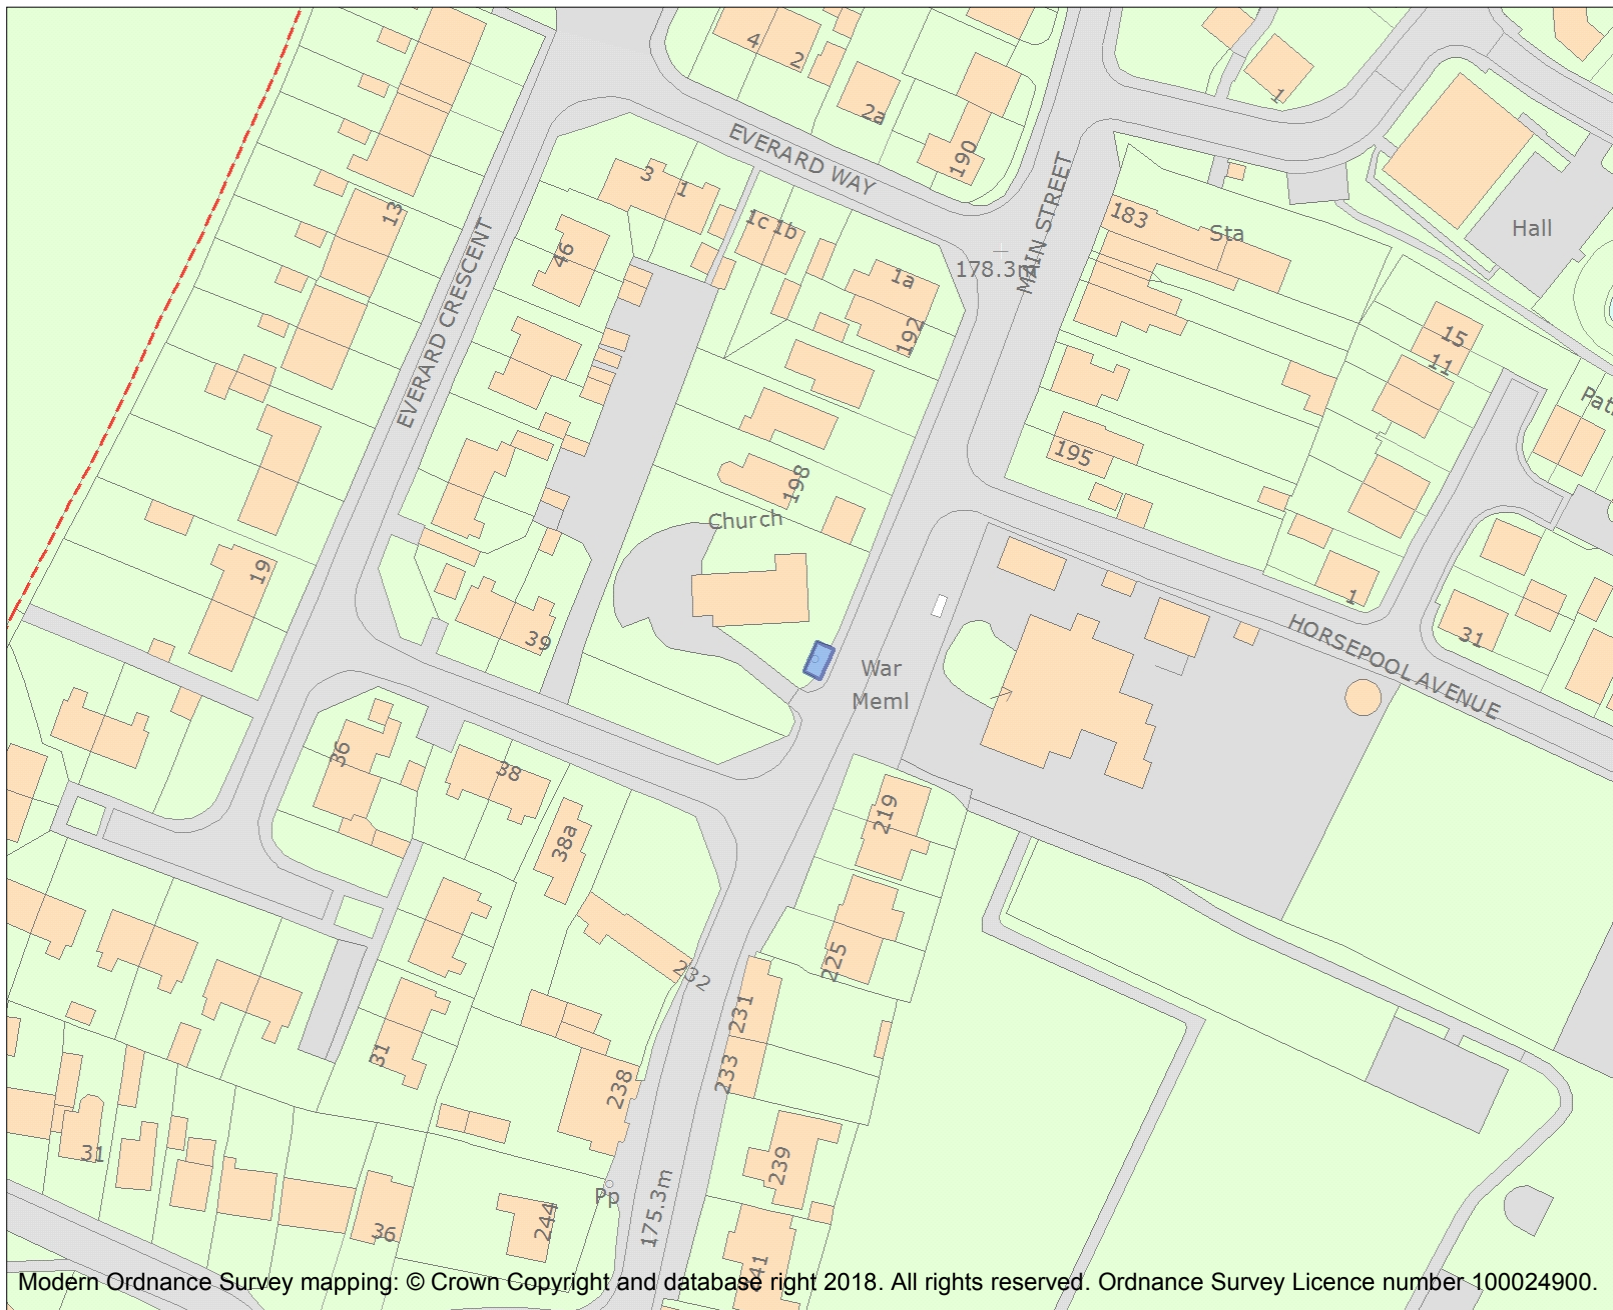 4
2
2a
190
EVERARD WAY
MAIN STREET
1
3
1
1c 1b
183
Sta
Hall
13
46
1a
178.3m
192
15
11
EVERARD CRESCENT
195
198
Church
19
39
1
31
HORSEPOOL AVENUE
War
Meml
36
38
38a
219
225
232
231
233
31
238
31
239
Pp
175.3m
36
244
Modern Ordnance Survey mapping: © Crown Copyright and database right 2018. All rights reserved. Ordnance Survey Licence number 100024900.